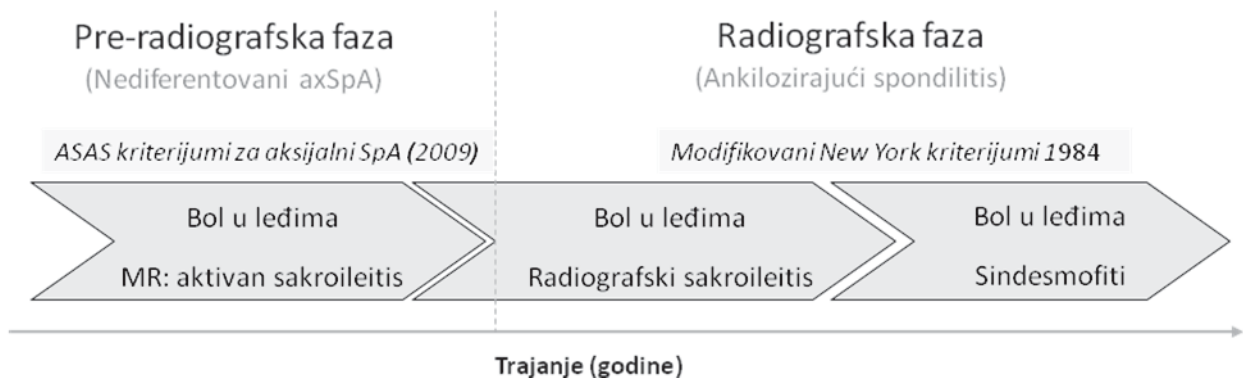 Pre-radiografska faza
(Nediferentovani axSpA)
Radiografska faza
(Ankilozirajući spondilitis)
ASAS kriterijumi za aksijalni SpA (2009)
Modifikovani New York kriterijumi 1984
Bol u leđima
MR: aktivan sakroileitis
Bol u leđima
Radiografski sakroileitis
Bol u leđima
Sindesmofiti
Trajanje (godine)